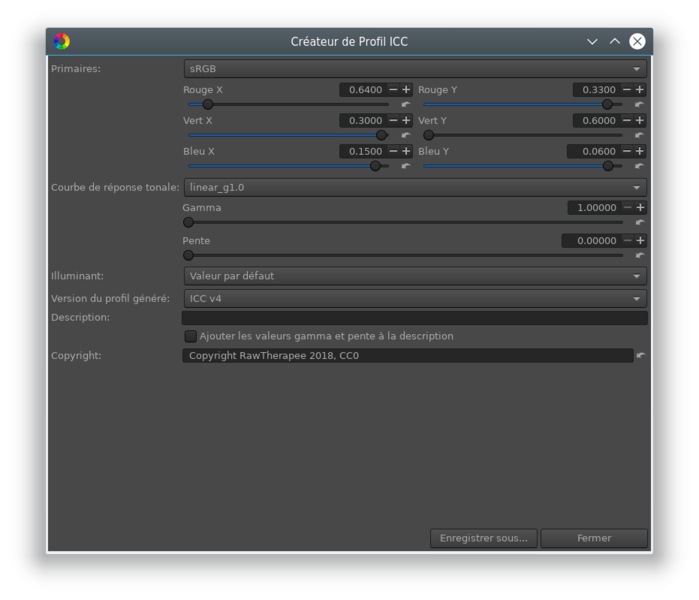 Créateur de Profil ICC
Primaires: sRGB
Rouge X 0.6400 Rouge Y 0.3300
Vert X 0.3000 Vert Y 0.6000
Bleu X 0.1500 Bleu Y 0.0600
Courbe de réponse tonale: linear_g1.0
Gamma 1.00000
Pente 0.00000
Illuminant: Valeur par défaut
Version du profil généré: ICC v4
Description:
Ajouter les valeurs gamma et pente à la description
Copyright: Copyright RawTherapee 2018, CC0
Enregistrer sous... Fermer